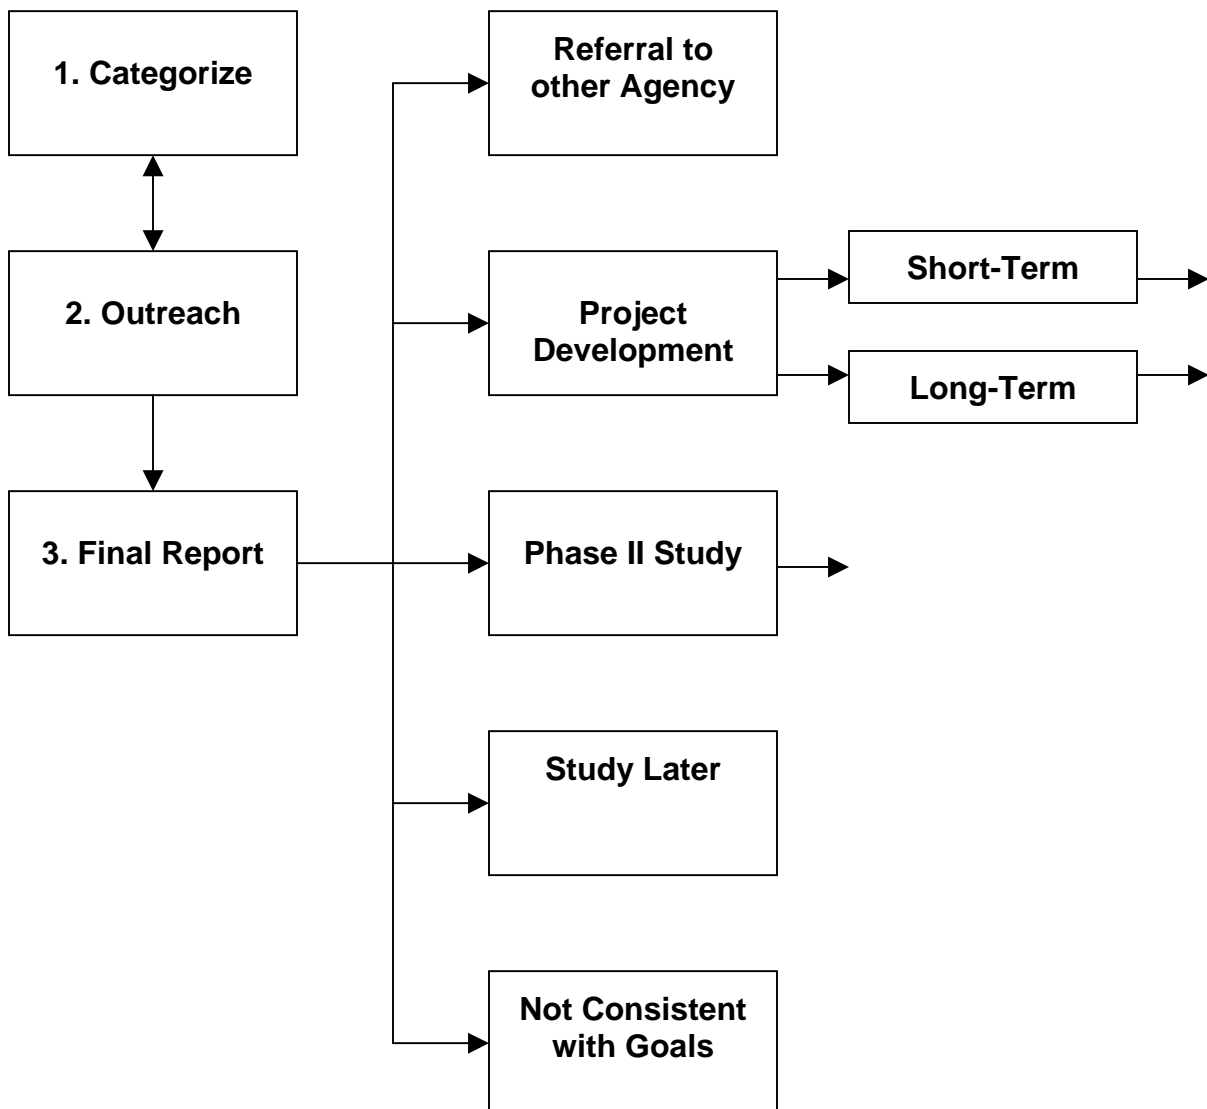 1. Categorize
2. Outreach
3. Final Report
Referral to
other Agency
Project
Development
Short-Term
Long-Term
Phase II Study
Study Later
Not Consistent
with Goals